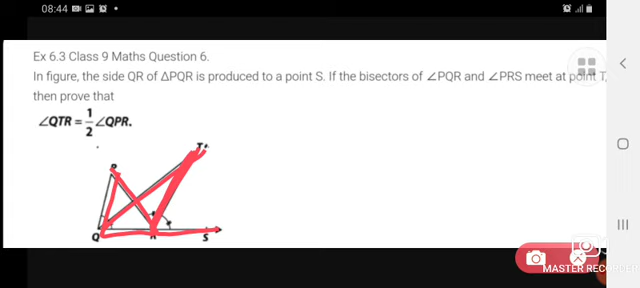 08:44
Ex 6.3 Class 9 Maths Question 6.
In figure, the side QR of ΔPQR is produced to a point S. If the bisectors of ∠PQR and ∠PRS meet at point T,
then prove that
∠QTR = 1/2 ∠QPR.
T
P
Q R S
MASTER RECORDER